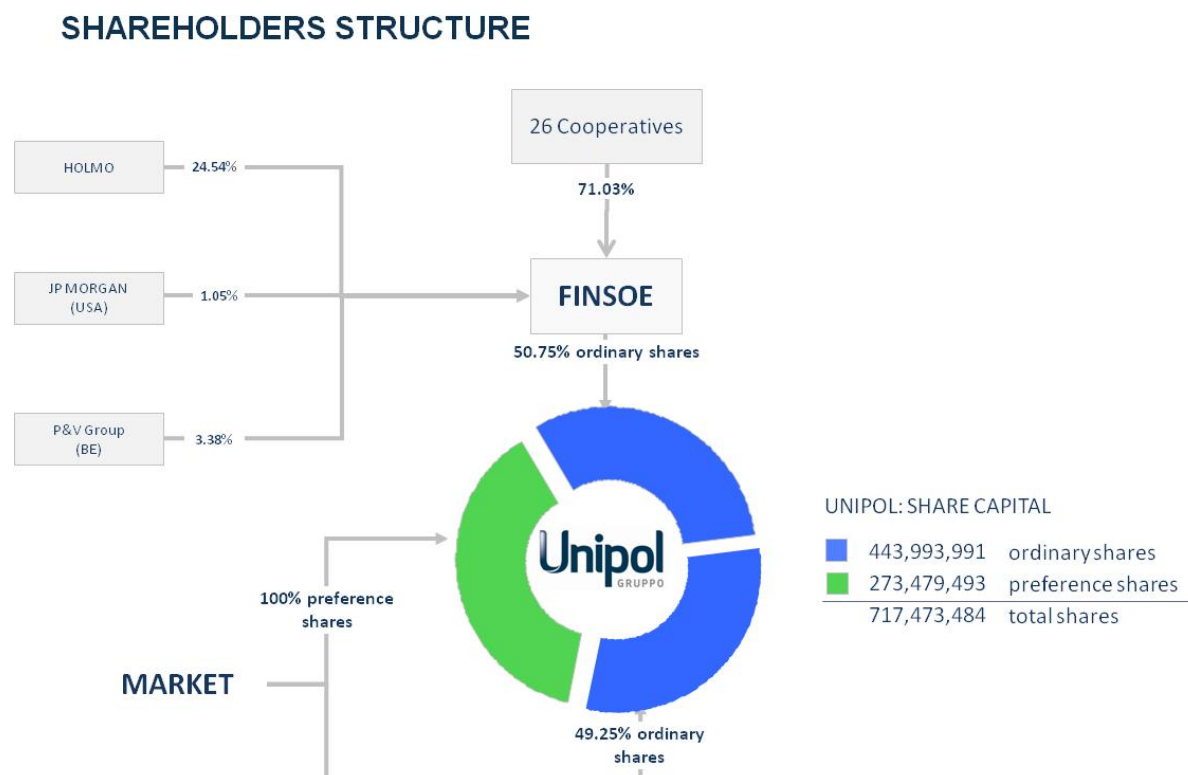 SHAREHOLDERS STRUCTURE
26 Cooperatives
HOLMO
24.54%
71.03%
JP MORGAN
(USA)
1.05%
FINSOE
50.75% ordinary shares
P&V Group
(BE)
3.38%
Unipol
GRUPPO
UNIPOL: SHARE CAPITAL
443,993,991 ordinary shares
273,479,493 preference shares
717,473,484 total shares
100% preference
shares
MARKET
49.25% ordinary
shares